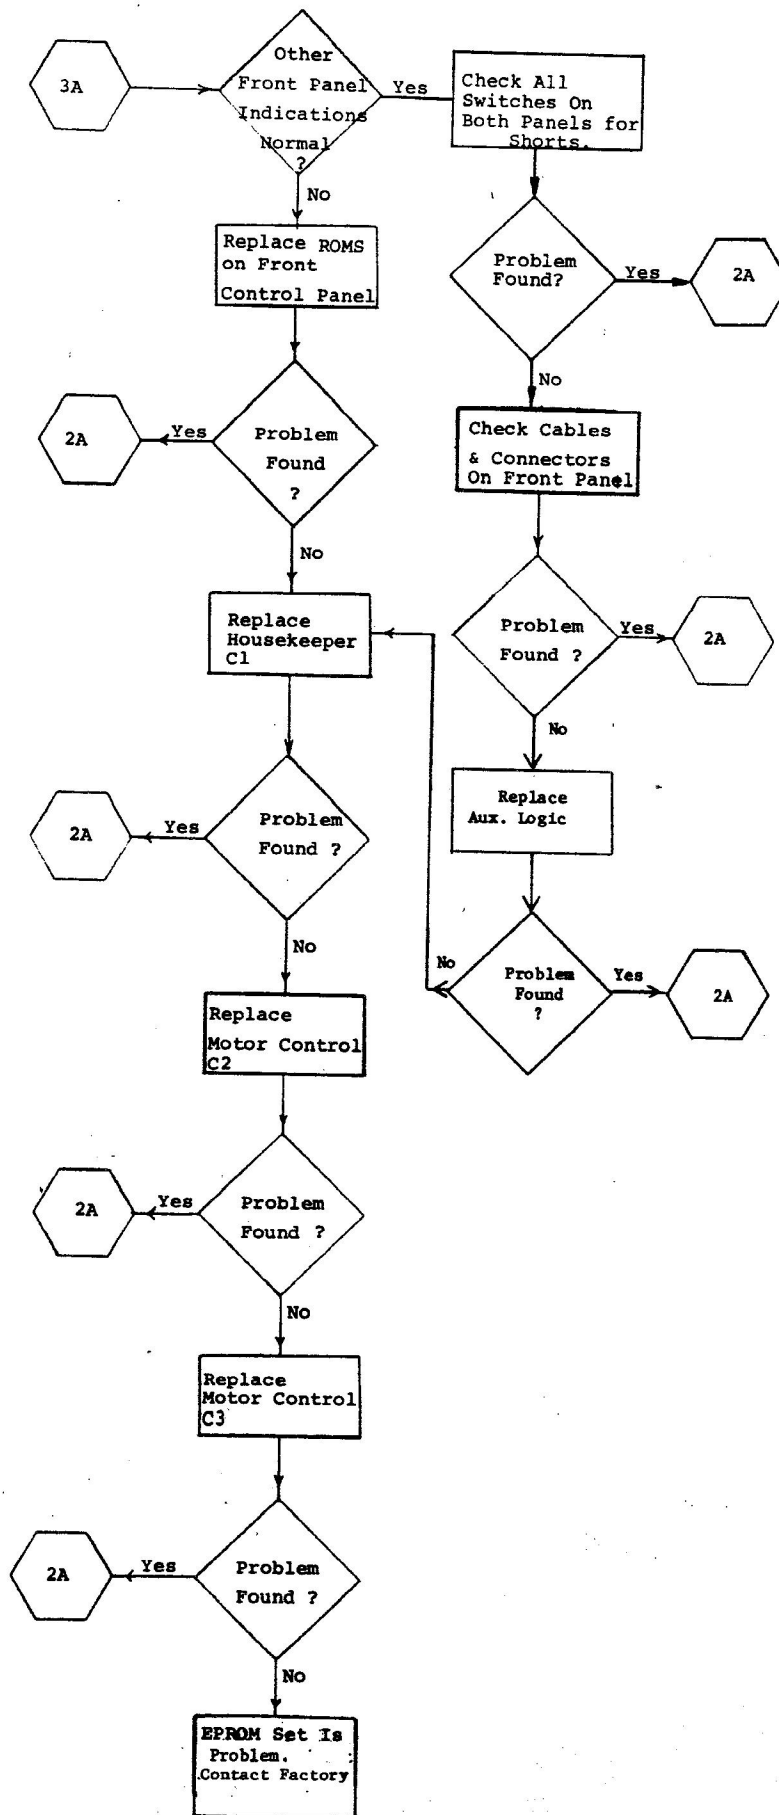 3A
Other
Front Panel
Indications
Normal
?
Yes
Check All
Switches On
Both Panels for
Shorts.
No
Replace ROMS
on Front
Control Panel
Problem
Found?
Yes
2A
No
2A
Yes
Problem
Found
?
Check Cables
& Connectors
On Front Panel
No
Replace
Housekeeper
C1
Problem
Found ?
Yes
2A
No
Replace
Aux. Logic
2A
Yes
Problem
Found ?
No
No
Problem
Found
?
Yes
2A
Replace
Motor Control
C2
2A
Yes
Problem
Found ?
No
Replace
Motor Control
C3
2A
Yes
Problem
Found ?
No
EPROM Set Is
Problem.
Contact Factory